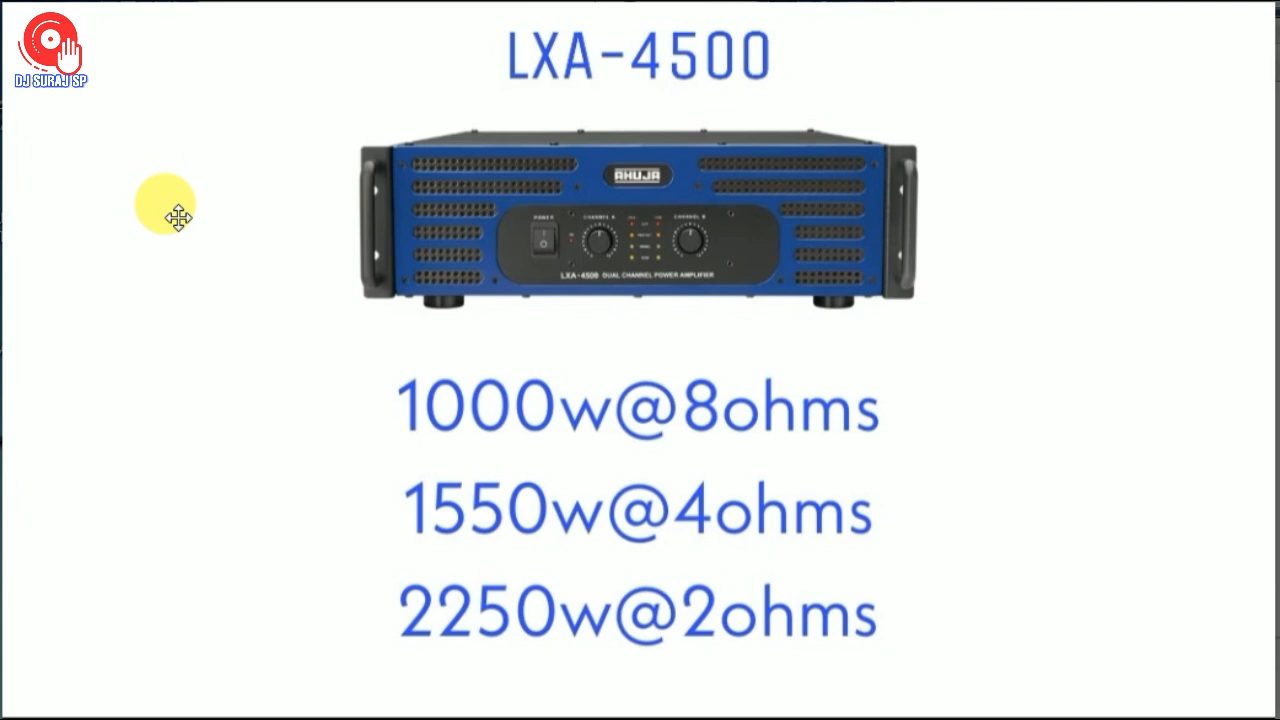 DJ SURAJ SP
LXA-4500
AHUJA
POWER
CHANNEL A
CHANNEL B
LXA-4500 DUAL CHANNEL POWER AMPLIFIER
1000w@8ohms
1550w@4ohms
2250w@2ohms